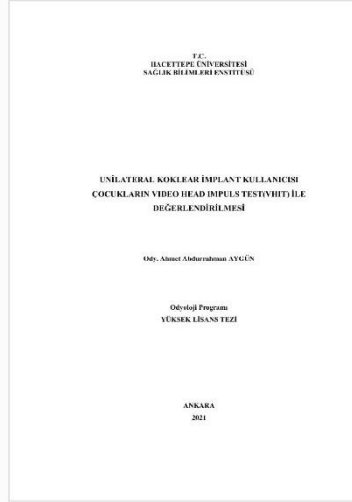 T.C.
HACETTEPE ÜNİVERSİTESİ
SAĞLIK BİLİMLERİ ENSTİTÜSÜ
UNİLATERAL KOKLEAR İMPLANT KULLANICISI
ÇOCUKLARIN VIDEO HEAD IMPULS TEST(VHIT) İLE
DEĞERLENDİRİLMESİ
Ody. Ahmet Abdurrahman AYGÜN
Odyoloji Programı
YÜKSEK LİSANS TEZİ
ANKARA
2021